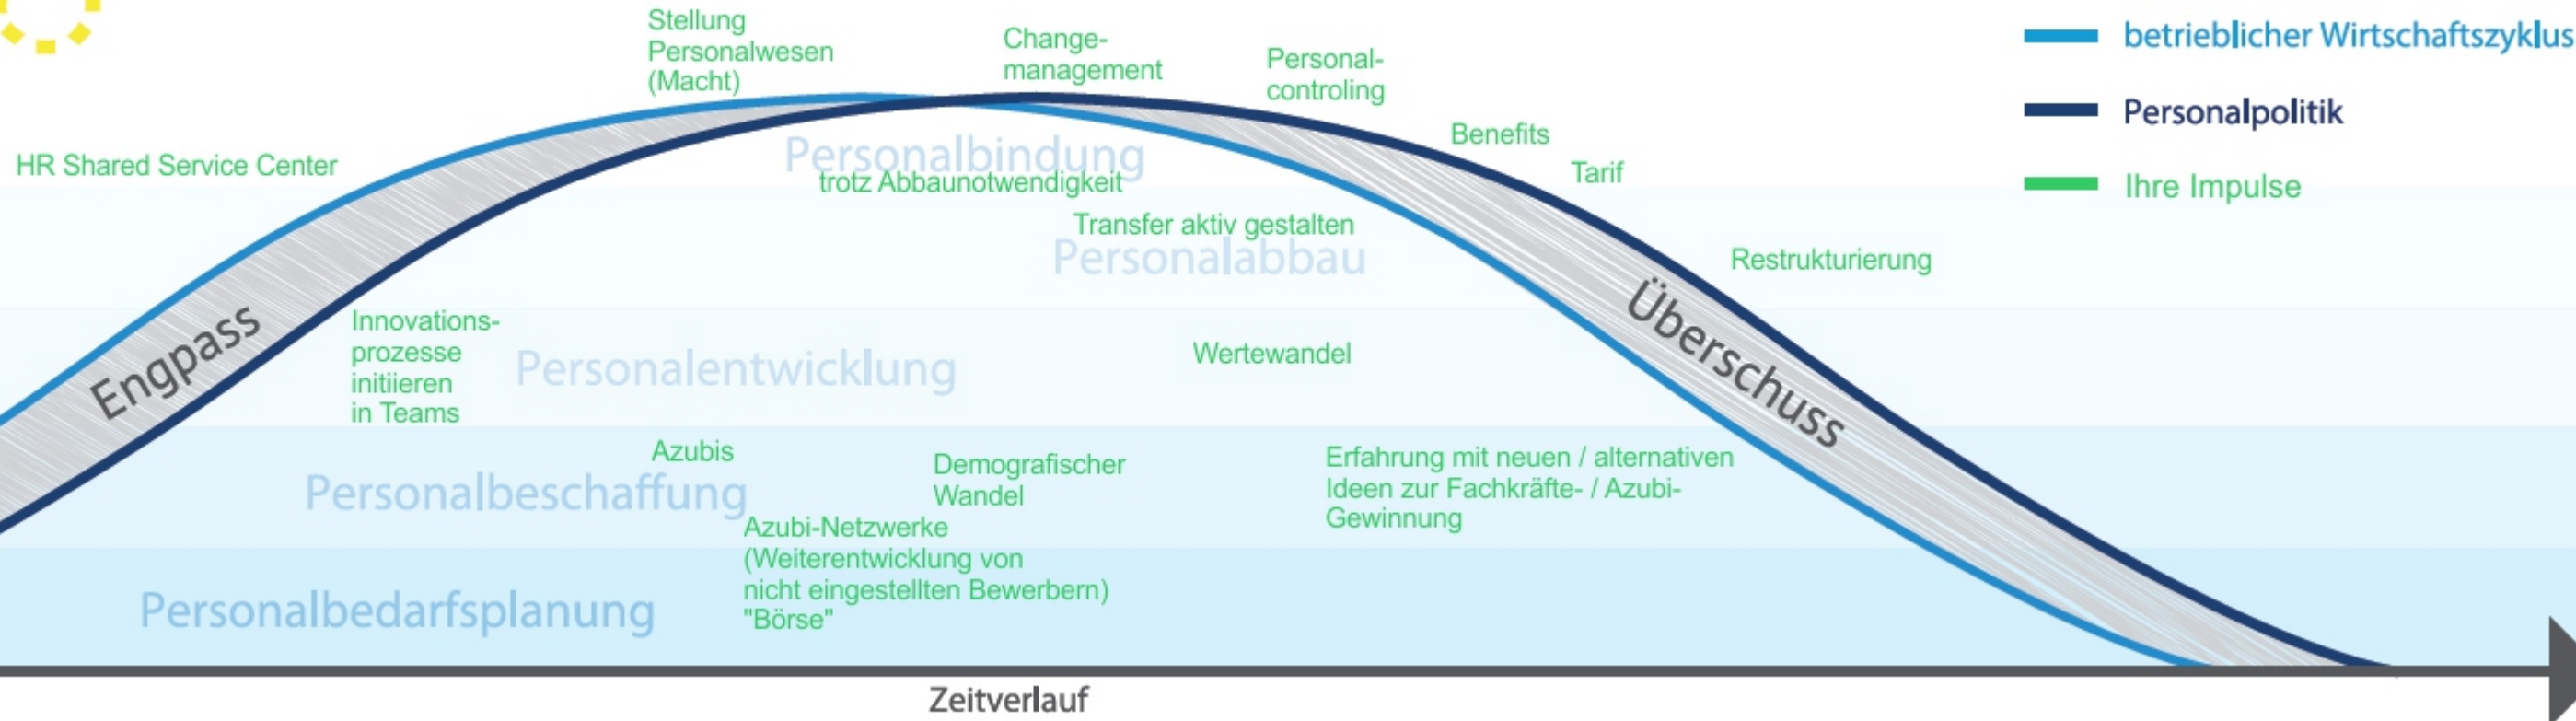 Stellung
Personalwesen
(Macht)
Change-
management
Personal-
controling
betrieblicher Wirtschaftszyklus
Personalpolitik
Ihre Impulse
HR Shared Service Center
Benefits
Tarif
Personalbindung
trotz Abbaunotwendigkeit
Transfer aktiv gestalten
Personalabbau
Restrukturierung
Engpass
Überschuss
Innovations-
prozesse
initiieren
in Teams
Personalentwicklung
Wertewandel
Azubis
Personalbeschaffung
Demografischer
Wandel
Erfahrung mit neuen / alternativen
Ideen zur Fachkräfte- / Azubi-
Gewinnung
Azubi-Netzwerke
(Weiterentwicklung von
nicht eingestellten Bewerbern)
"Börse"
Personalbedarfsplanung
Zeitverlauf